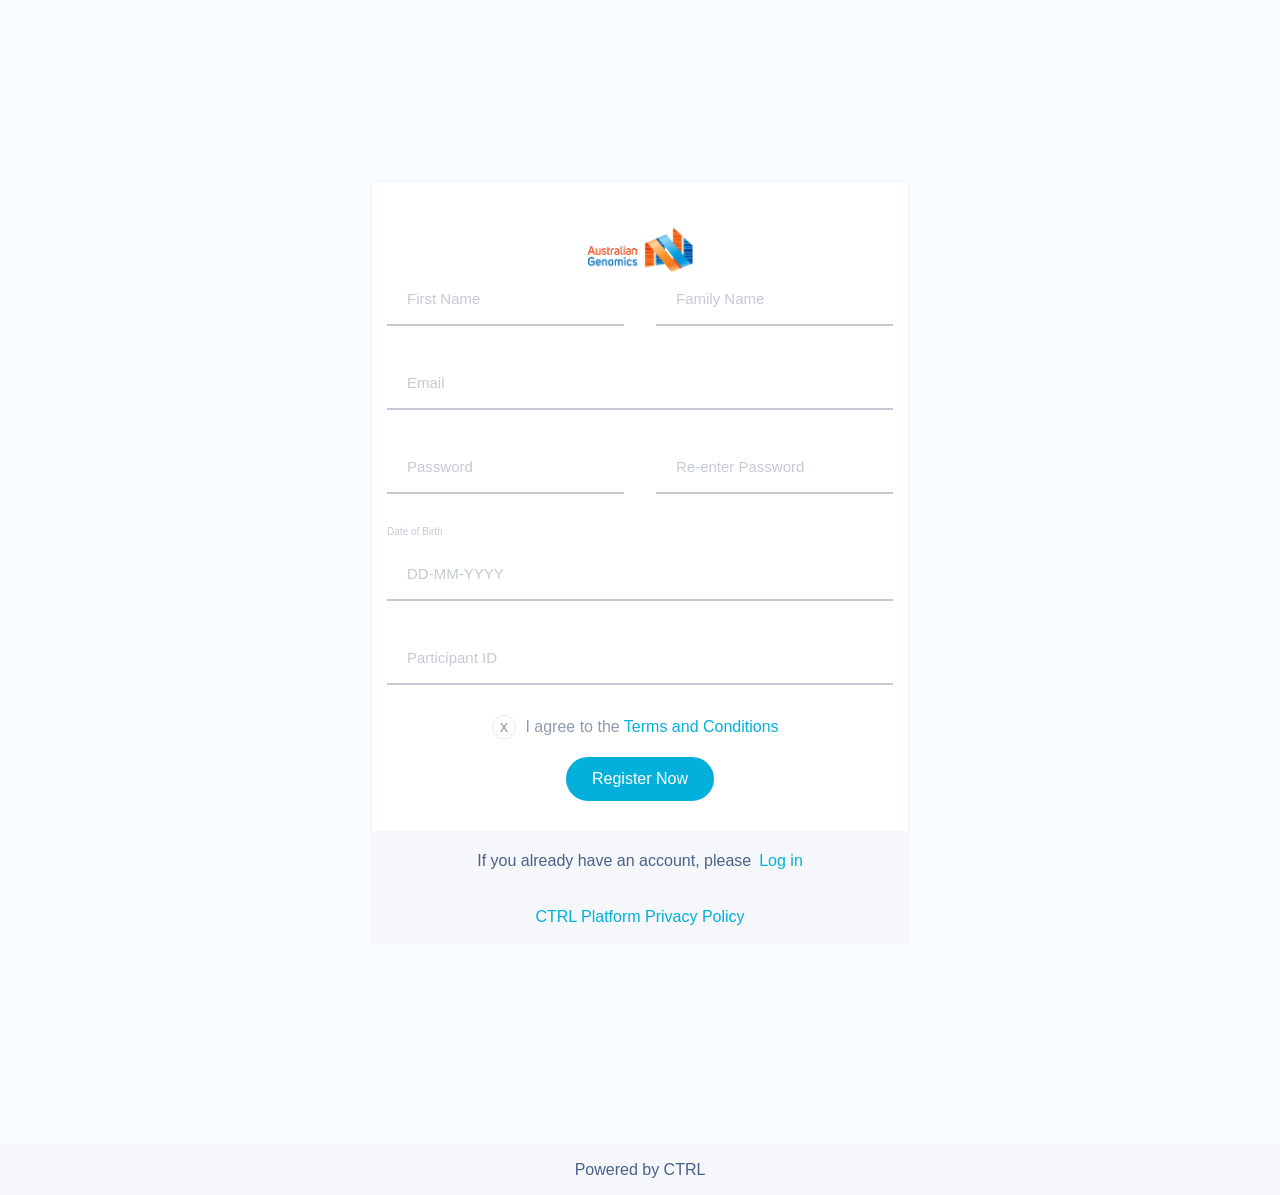 Australian
Genomics
First Name
Family Name
Email
Password
Re-enter Password
Date of Birth
DD-MM-YYYY
Participant ID
x I agree to the Terms and Conditions
Register Now
If you already have an account, please Log in
CTRL Platform Privacy Policy
Powered by CTRL